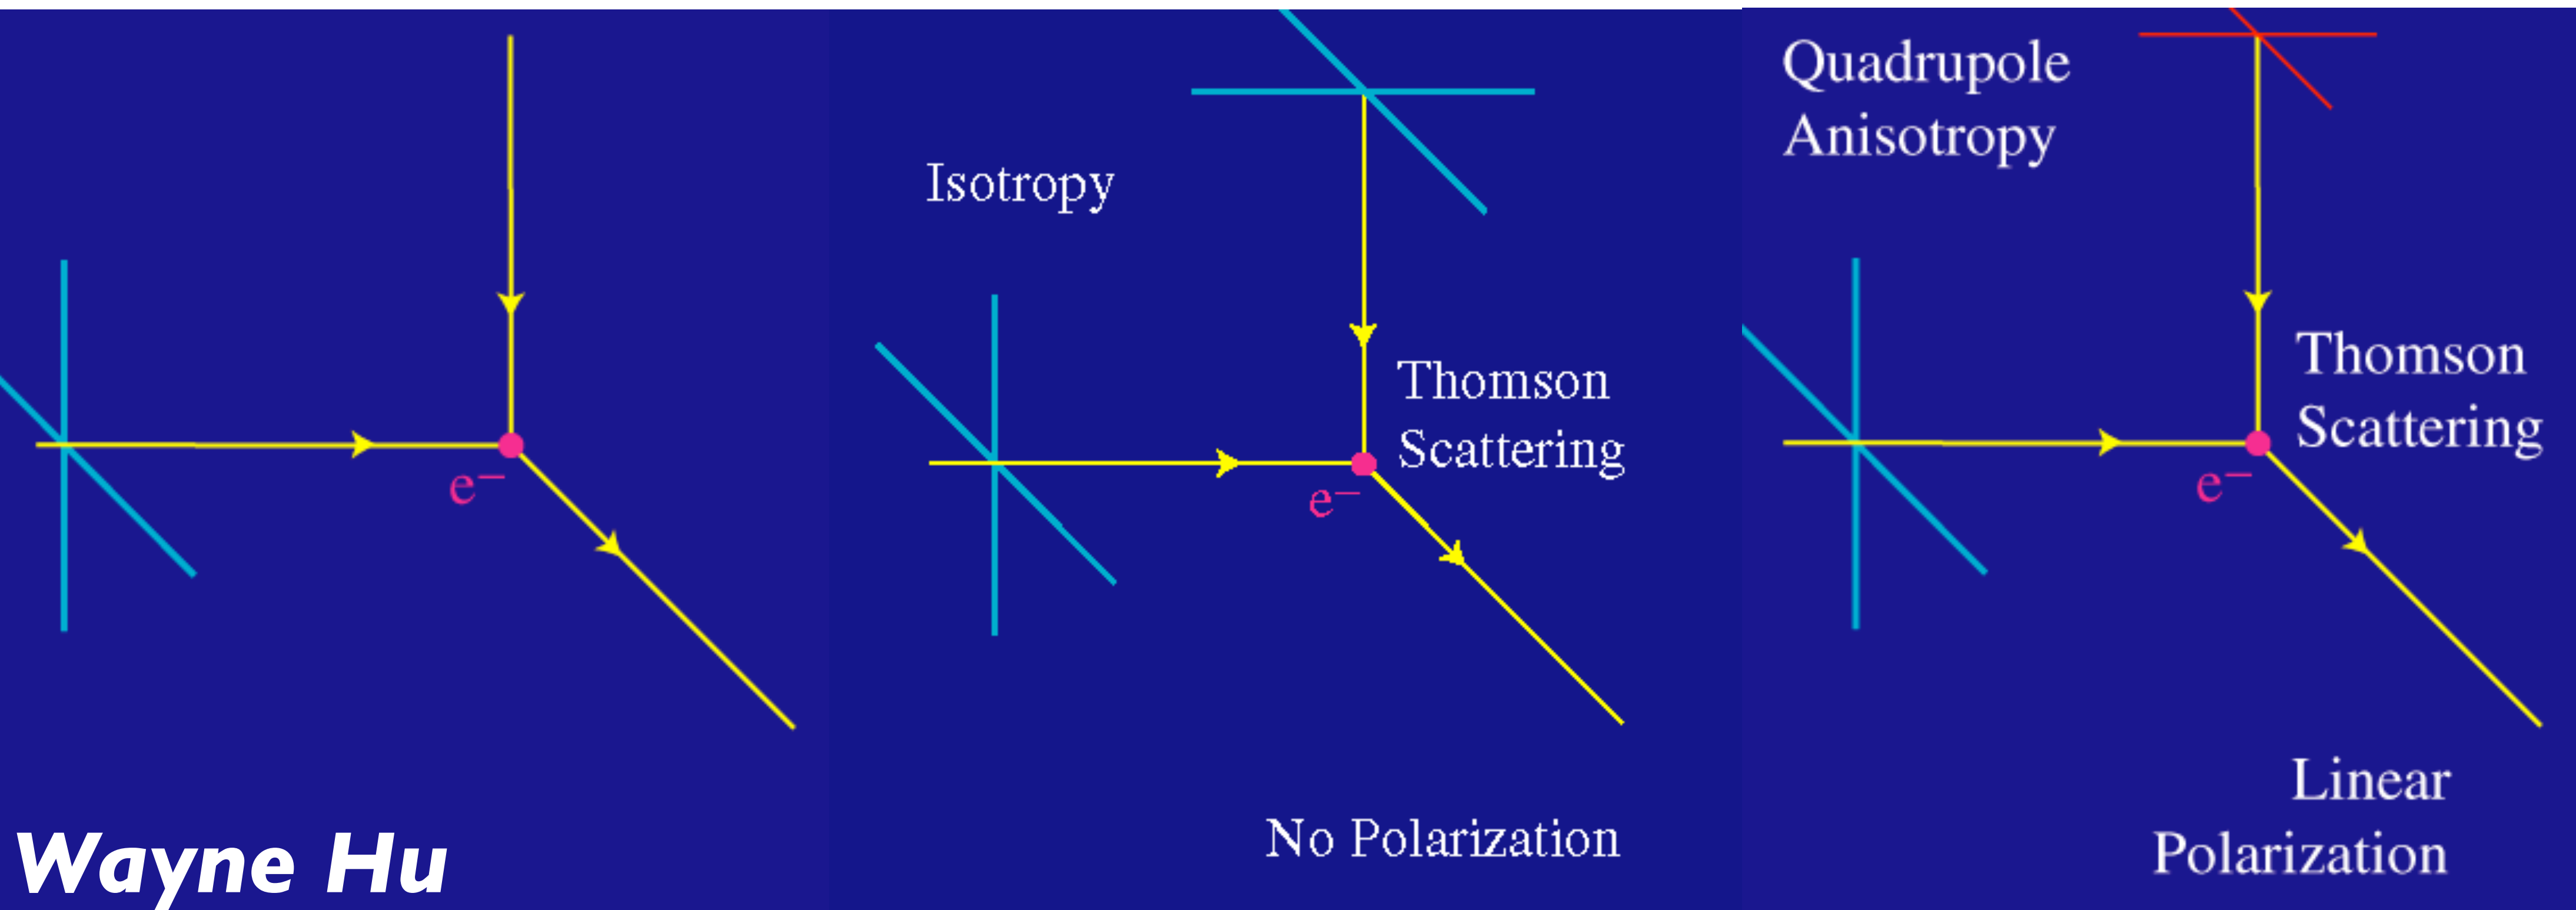 e−
Wayne Hu
Isotropy
Thomson
Scattering
e−
No Polarization
Quadrupole
Anisotropy
Thomson
Scattering
e−
Linear
Polarization